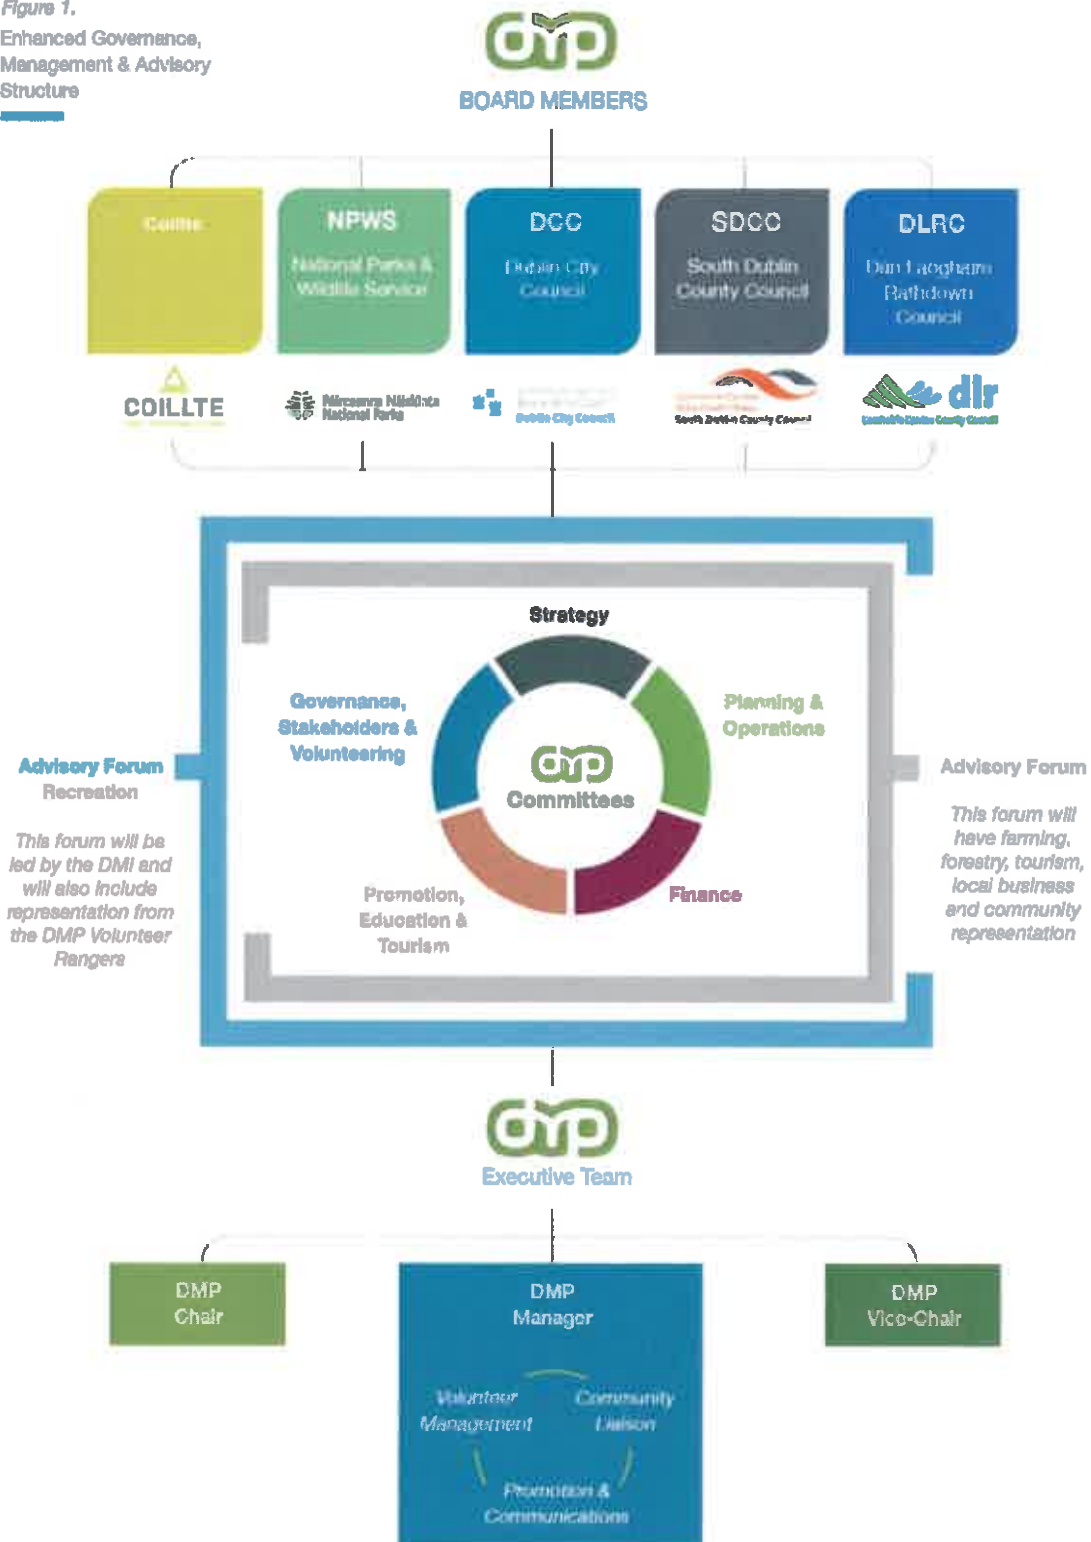 Figure 1.
Enhanced Governance,
Management & Advisory
Structure
dmp
BOARD MEMBERS
Coillte
NPWS
National Parks &
Wildlife Service
DCC
Dublin City
Council
SDCC
South Dublin
County Council
DLRC
Dun Laoghaire
Rathdown
Council
COILLTE
Páirceanna Náisiúnta
National Parks
Dublin City Council
South Dublin County Council
dlr
County Council
Strategy
Governance,
Stakeholders &
Volunteering
Planning &
Operations
dmp
Committees
Promotion,
Education &
Tourism
Finance
Advisory Forum
Recreation
This forum will be
led by the DMI and
will also include
representation from
the DMP Volunteer
Rangers
Advisory Forum
This forum will
have farming,
forestry, tourism,
local business
and community
representation
dmp
Executive Team
DMP
Chair
DMP
Manager
Volunteer
Management
Community
Liaison
Promotion &
Communications
DMP
Vice-Chair